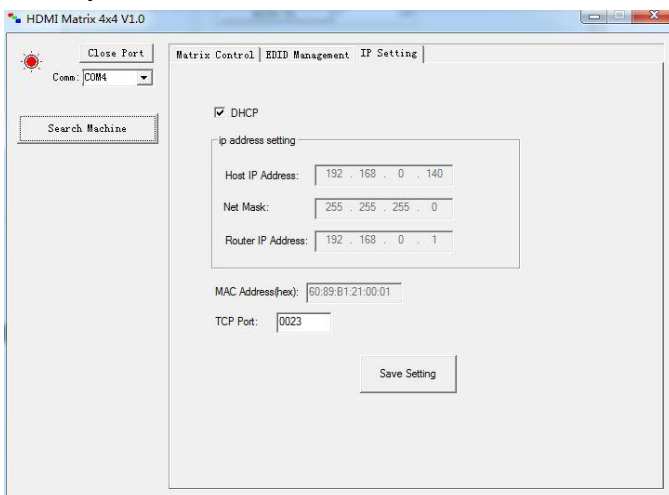 HDMI Matrix 4x4 V1.0
Close Port
Comm: COM4
Search Machine
Matrix Control EDID Management IP Setting
DHCP
ip address setting
Host IP Address: 192 . 168 . 0 . 140
Net Mask: 255 . 255 . 255 . 0
Router IP Address: 192 . 168 . 0 . 1
MAC Address(hex): 60:89:B1:21:00:01
TCP Port: 0023
Save Setting